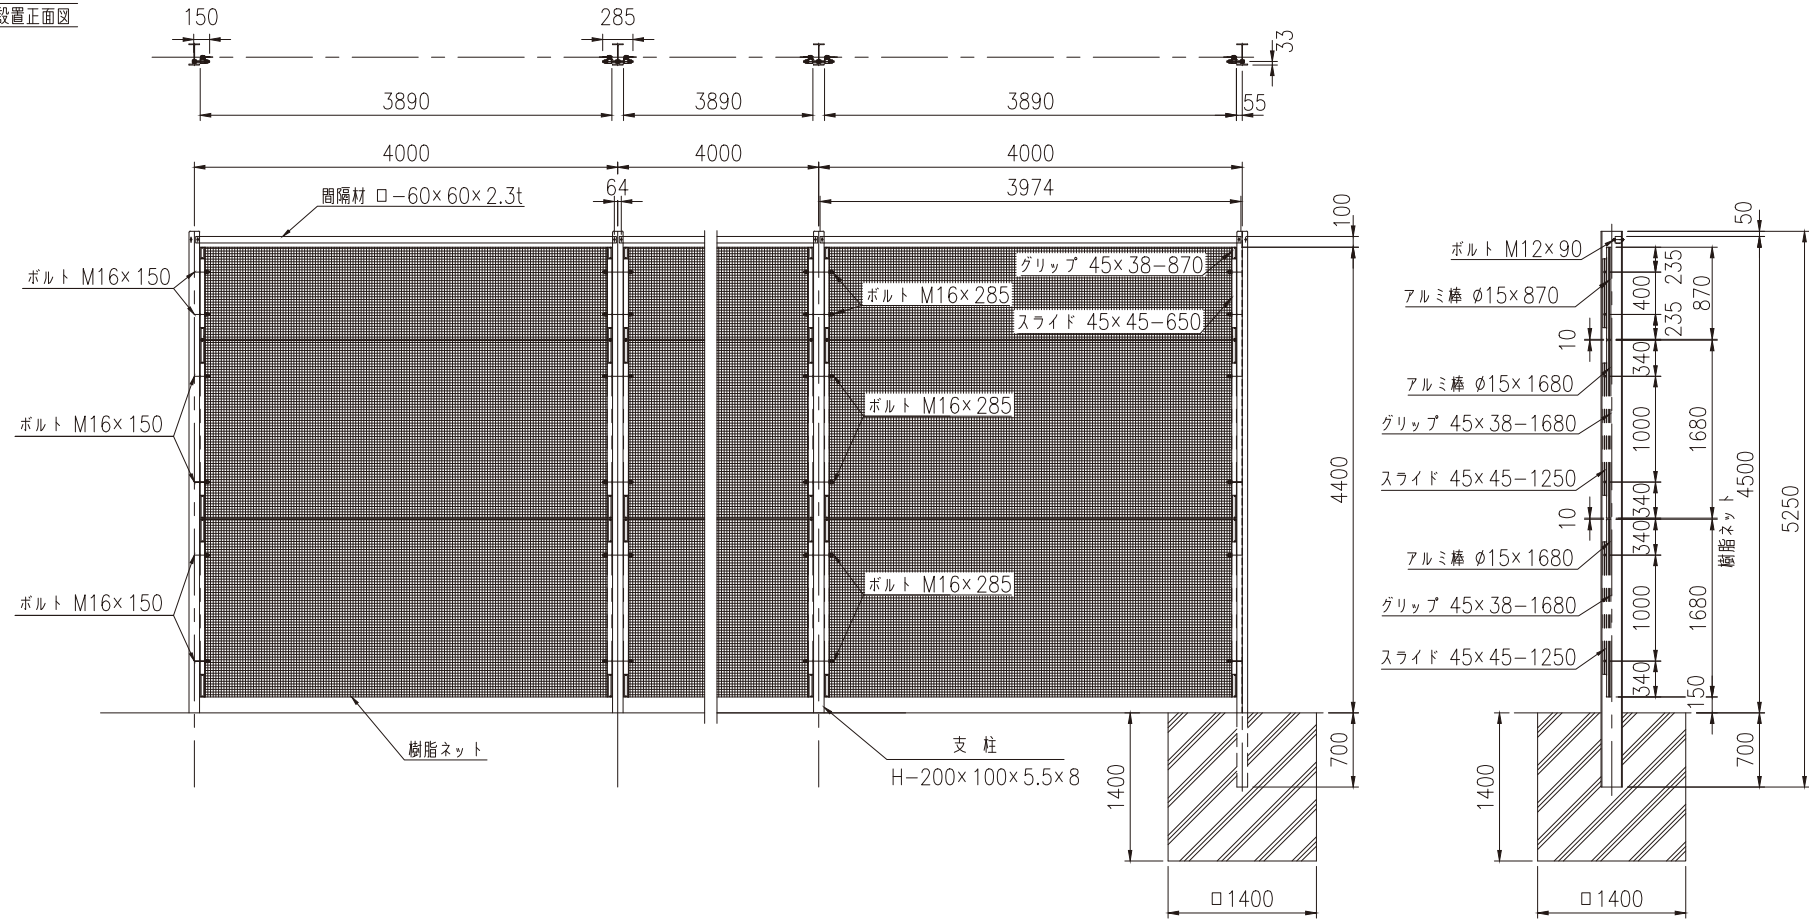 設置正面図
150
285
33
3890
3890
3890
55
4000
4000
4000
間隔材 ロ-60×60×2.3t
64
3974
100
50
ボルト M16×150
グリップ 45×38-870
ボルト M16×285
スライド 45×45-650
ボルト M12×90
アルミ棒 φ15×870
235
400
235
870
10
340
アルミ棒 φ15×1680
ボルト M16×285
ボルト M16×150
グリップ 45×38-1680
1000
1680
スライド 45×45-1250
4400
4500
5250
340
10
340
樹脂ネット
アルミ棒 φ15×1680
ボルト M16×285
ボルト M16×150
グリップ 45×38-1680
1000
1680
スライド 45×45-1250
340
150
樹脂ネット
支 柱
H-200×100×5.5×8
700
1400
700
1400
□1400
□1400